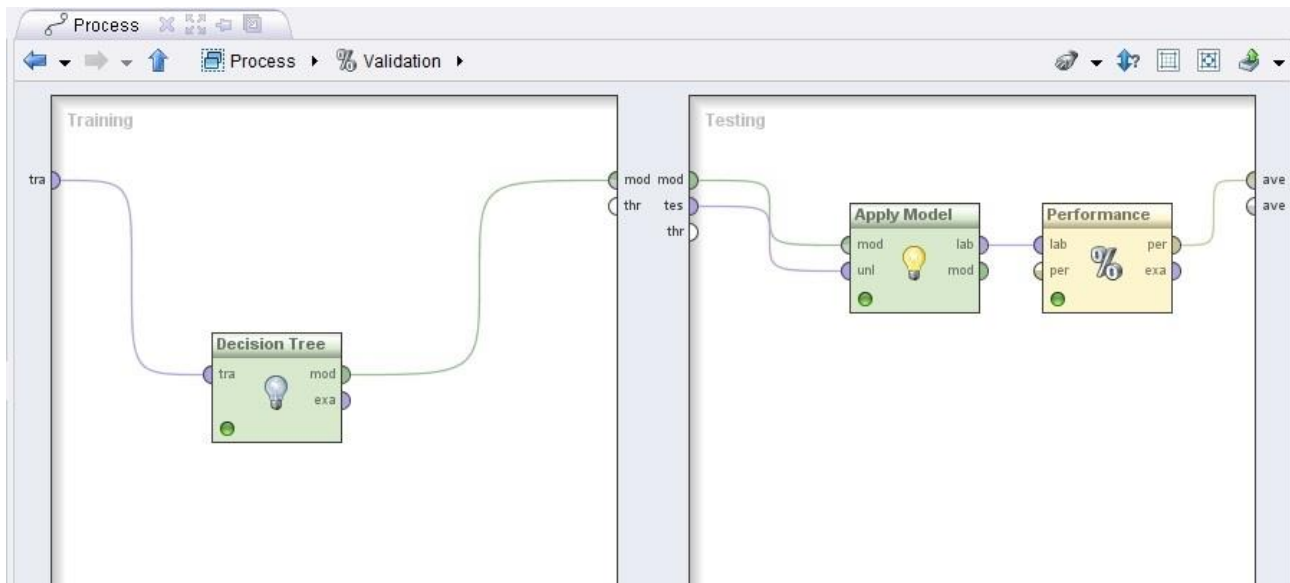 Process
Process Validation
Training
Testing
tra
mod mod
thr tes
thr
ave
ave
Decision Tree
tra mod
exa
Apply Model
mod lab
unl mod
Performance
lab per
per exa